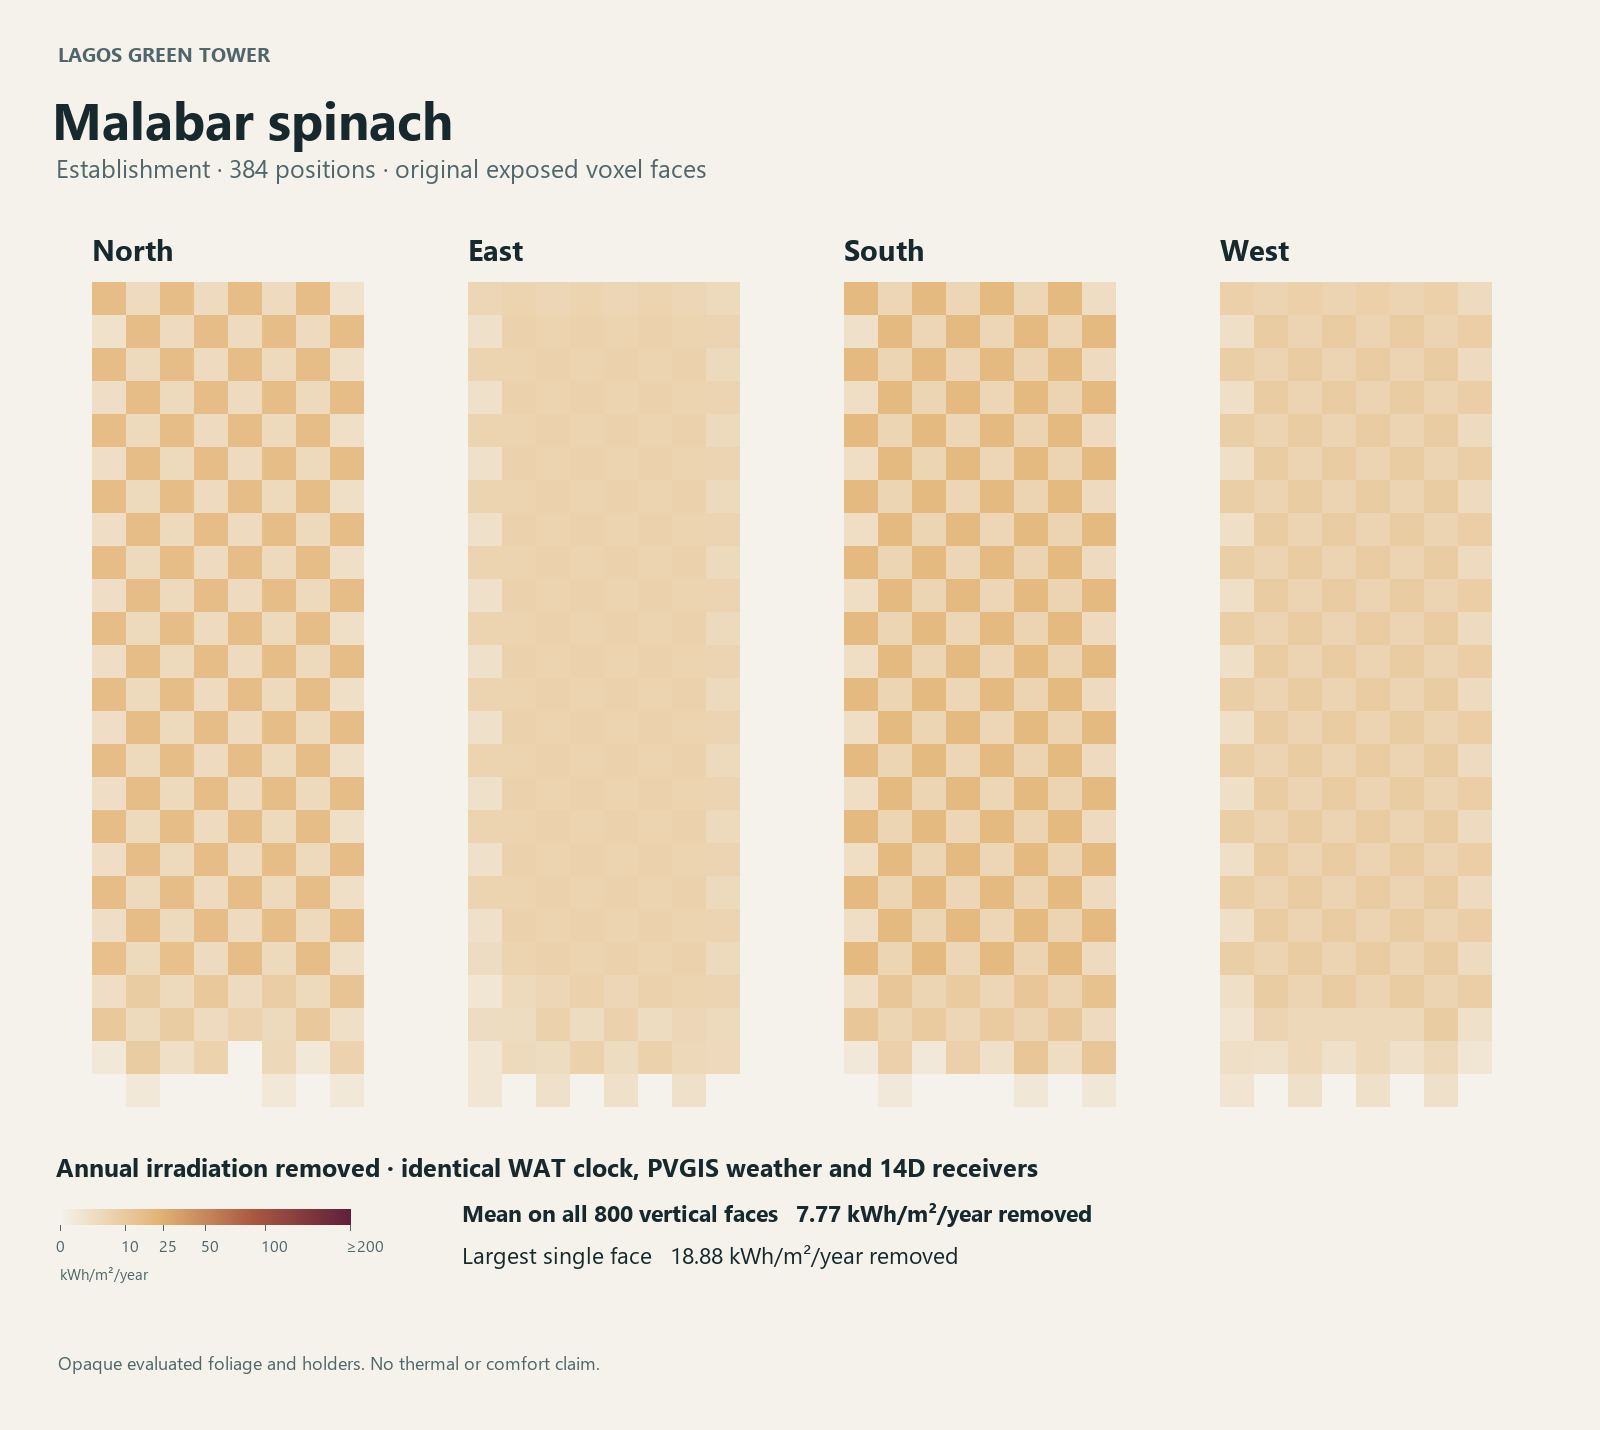 LAGOS GREEN TOWER
Malabar spinach
Establishment · 384 positions · original exposed voxel faces
North East South West
Annual irradiation removed · identical WAT clock, PVGIS weather and 14D receivers
Mean on all 800 vertical faces 7.77 kWh/m²/year removed
0 10 25 50 100 ≥200
Largest single face 18.88 kWh/m²/year removed
kWh/m²/year
Opaque evaluated foliage and holders. No thermal or comfort claim.